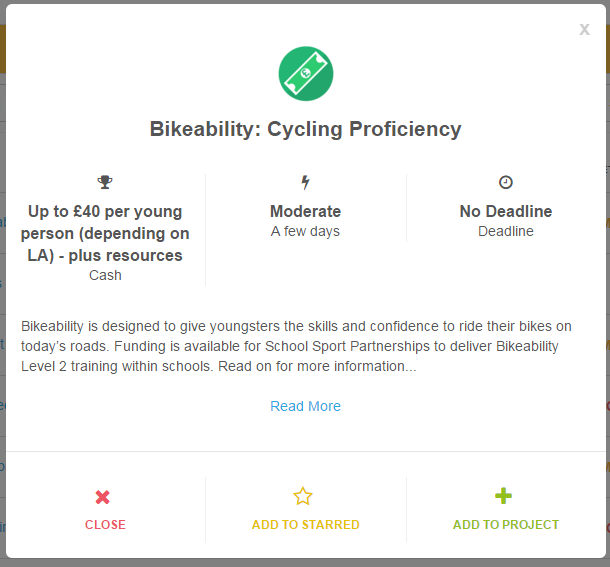 x
Bikeability: Cycling Proficiency
Up to £40 per young
person (depending on
LA) - plus resources
Cash
Moderate
A few days
No Deadline
Deadline
Bikeability is designed to give youngsters the skills and confidence to ride their bikes on
today's roads. Funding is available for School Sport Partnerships to deliver Bikeability
Level 2 training within schools. Read on for more information...
Read More
CLOSE
ADD TO STARRED
ADD TO PROJECT